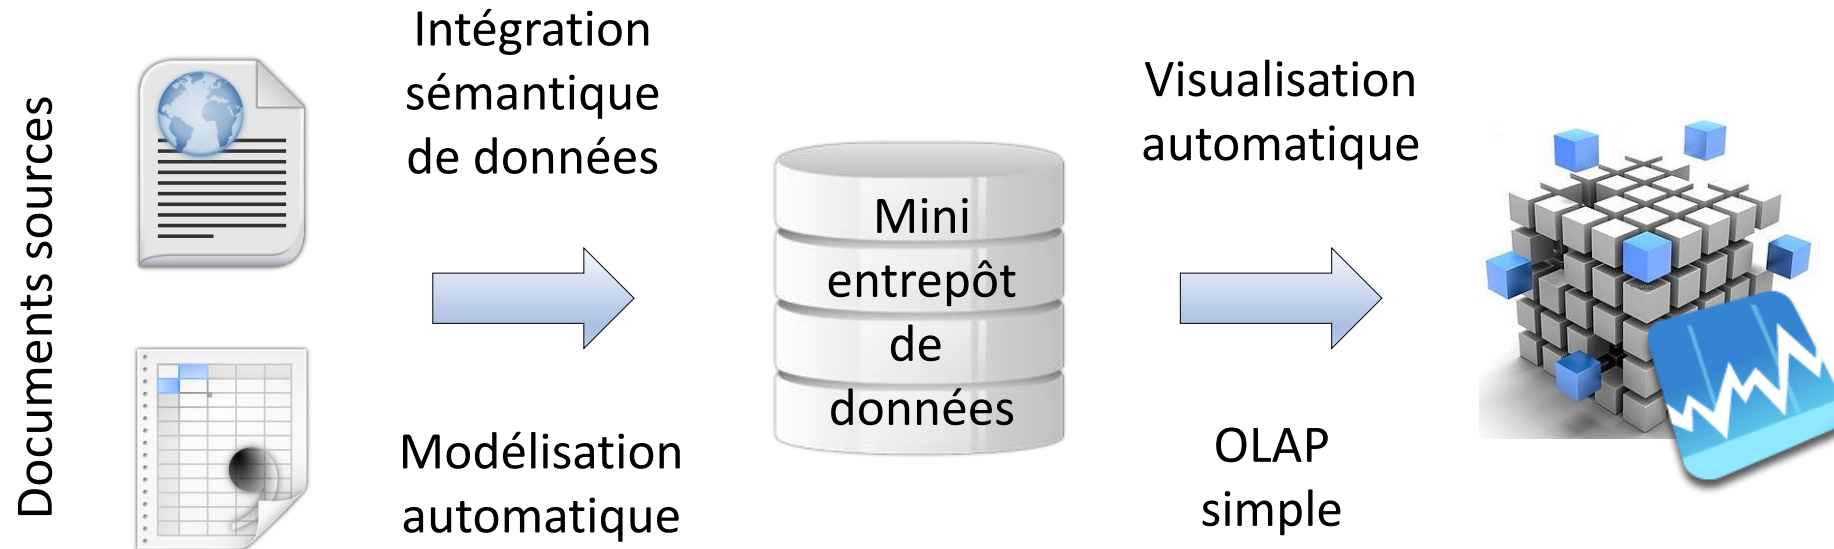 Documents sources
Intégration
sémantique
de données
Modélisation
automatique
Mini
entrepôt
de
données
Visualisation
automatique
OLAP
simple